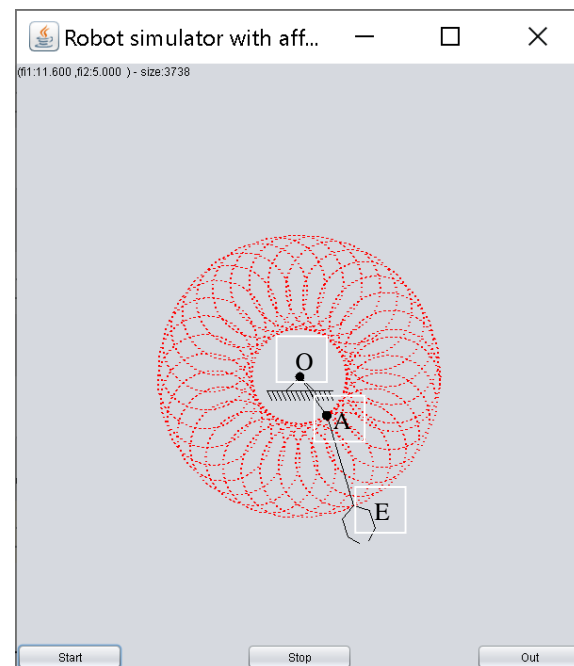 Robot simulator with aff...
(fi1:11.600 ,fi2:5.000 ) - size:3738
O
A
E
Start Stop Out